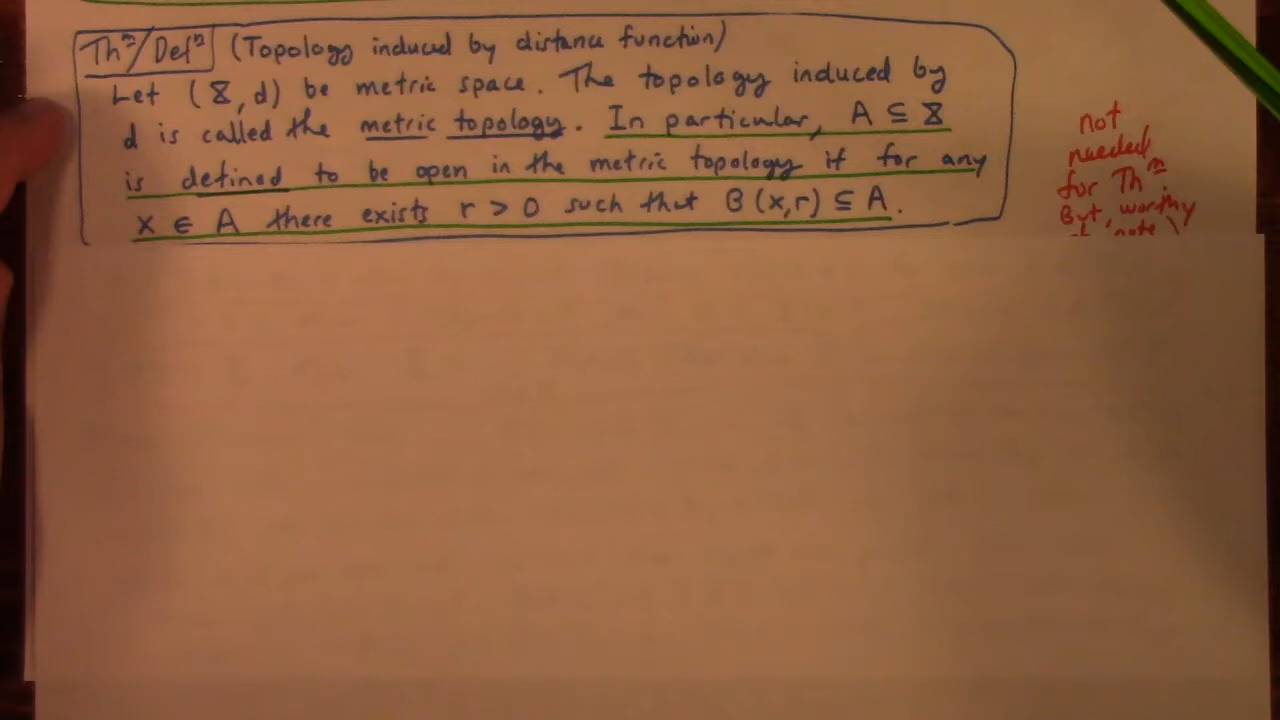 Thᵐ/Defⁿ (Topology induced by distance function)
Let (X, d) be metric space. The topology induced by
d is called the metric topology. In particular, A ⊆ X
is defined to be open in the metric topology if for any
x ∈ A there exists r > 0 such that B(x,r) ⊆ A.
not
needed
for Thᵐ
But, worthy
note